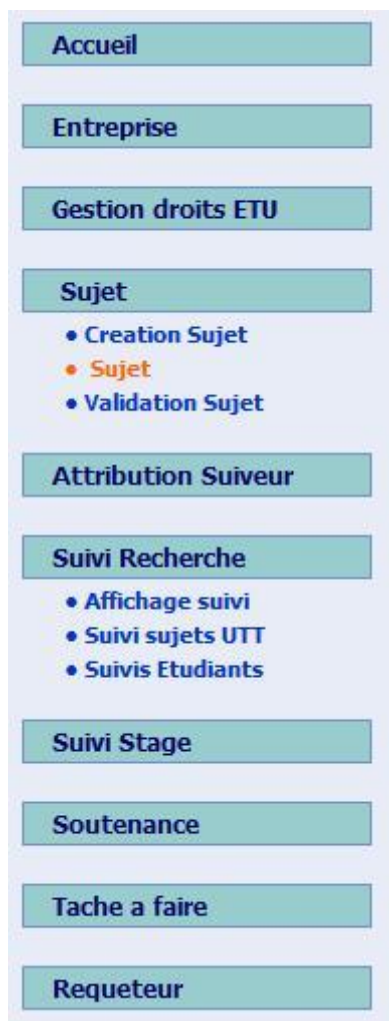 Accueil
Entreprise
Gestion droits ETU
Sujet
• Creation Sujet
• Sujet
• Validation Sujet
Attribution Suiveur
Suivi Recherche
• Affichage suivi
• Suivi sujets UTT
• Suivis Etudiants
Suivi Stage
Soutenance
Tache a faire
Requeteur